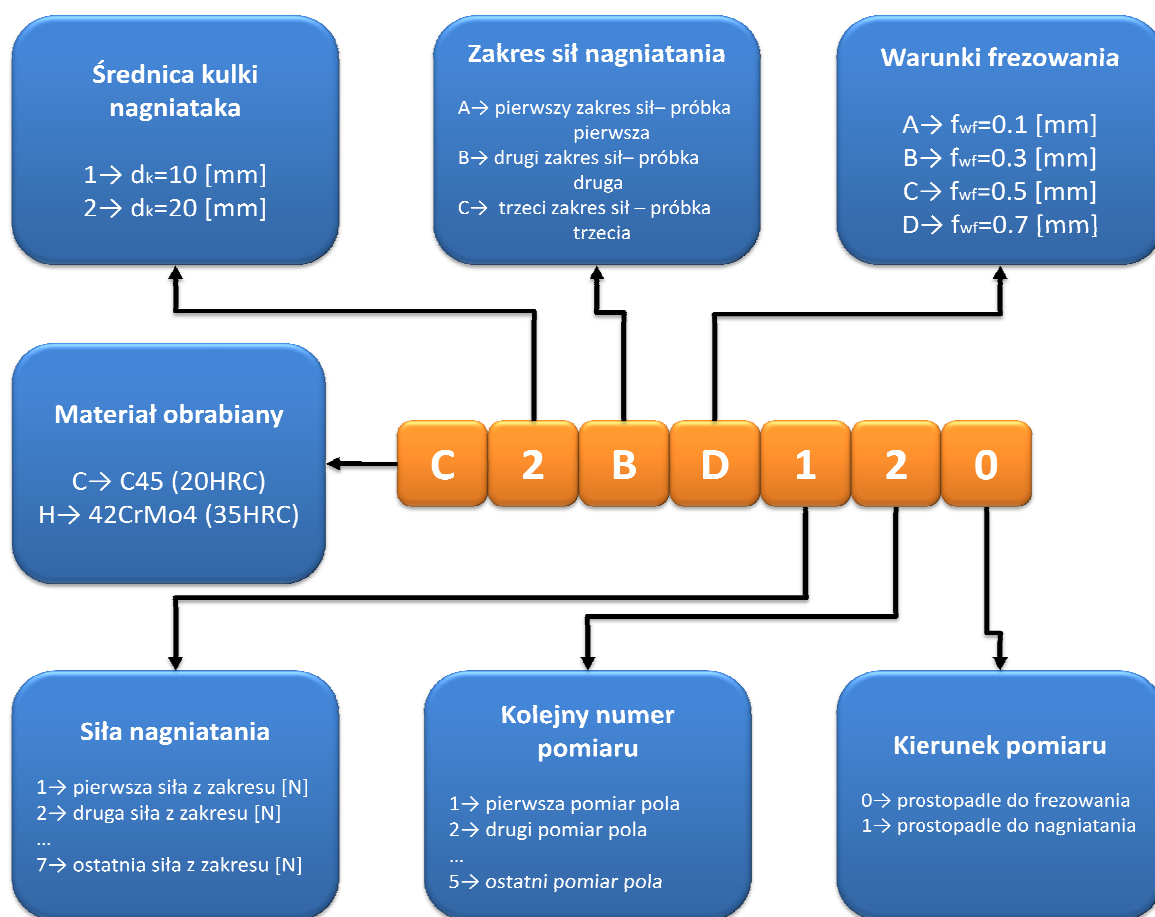 Średnica kulki
nagniataka
1→ dk=10 [mm]
2→ dk=20 [mm]
Zakres sił nagniatania
A→ pierwszy zakres sił– próbka
pierwsza
B→ drugi zakres sił– próbka
druga
C→ trzeci zakres sił – próbka
trzecia
Warunki frezowania
A→ fwf=0.1 [mm]
B→ fwf=0.3 [mm]
C→ fwf=0.5 [mm]
D→ fwf=0.7 [mm]
Materiał obrabiany
C→ C45 (20HRC)
H→ 42CrMo4 (35HRC)
C 2 B D 1 2 0
Siła nagniatania
1→ pierwsza siła z zakresu [N]
2→ druga siła z zakresu [N]
...
7→ ostatnia siła z zakresu [N]
Kolejny numer
pomiaru
1→ pierwsza pomiar pola
2→ drugi pomiar pola
...
5→ ostatni pomiar pola
Kierunek pomiaru
0→ prostopadle do frezowania
1→ prostopadle do nagniatania